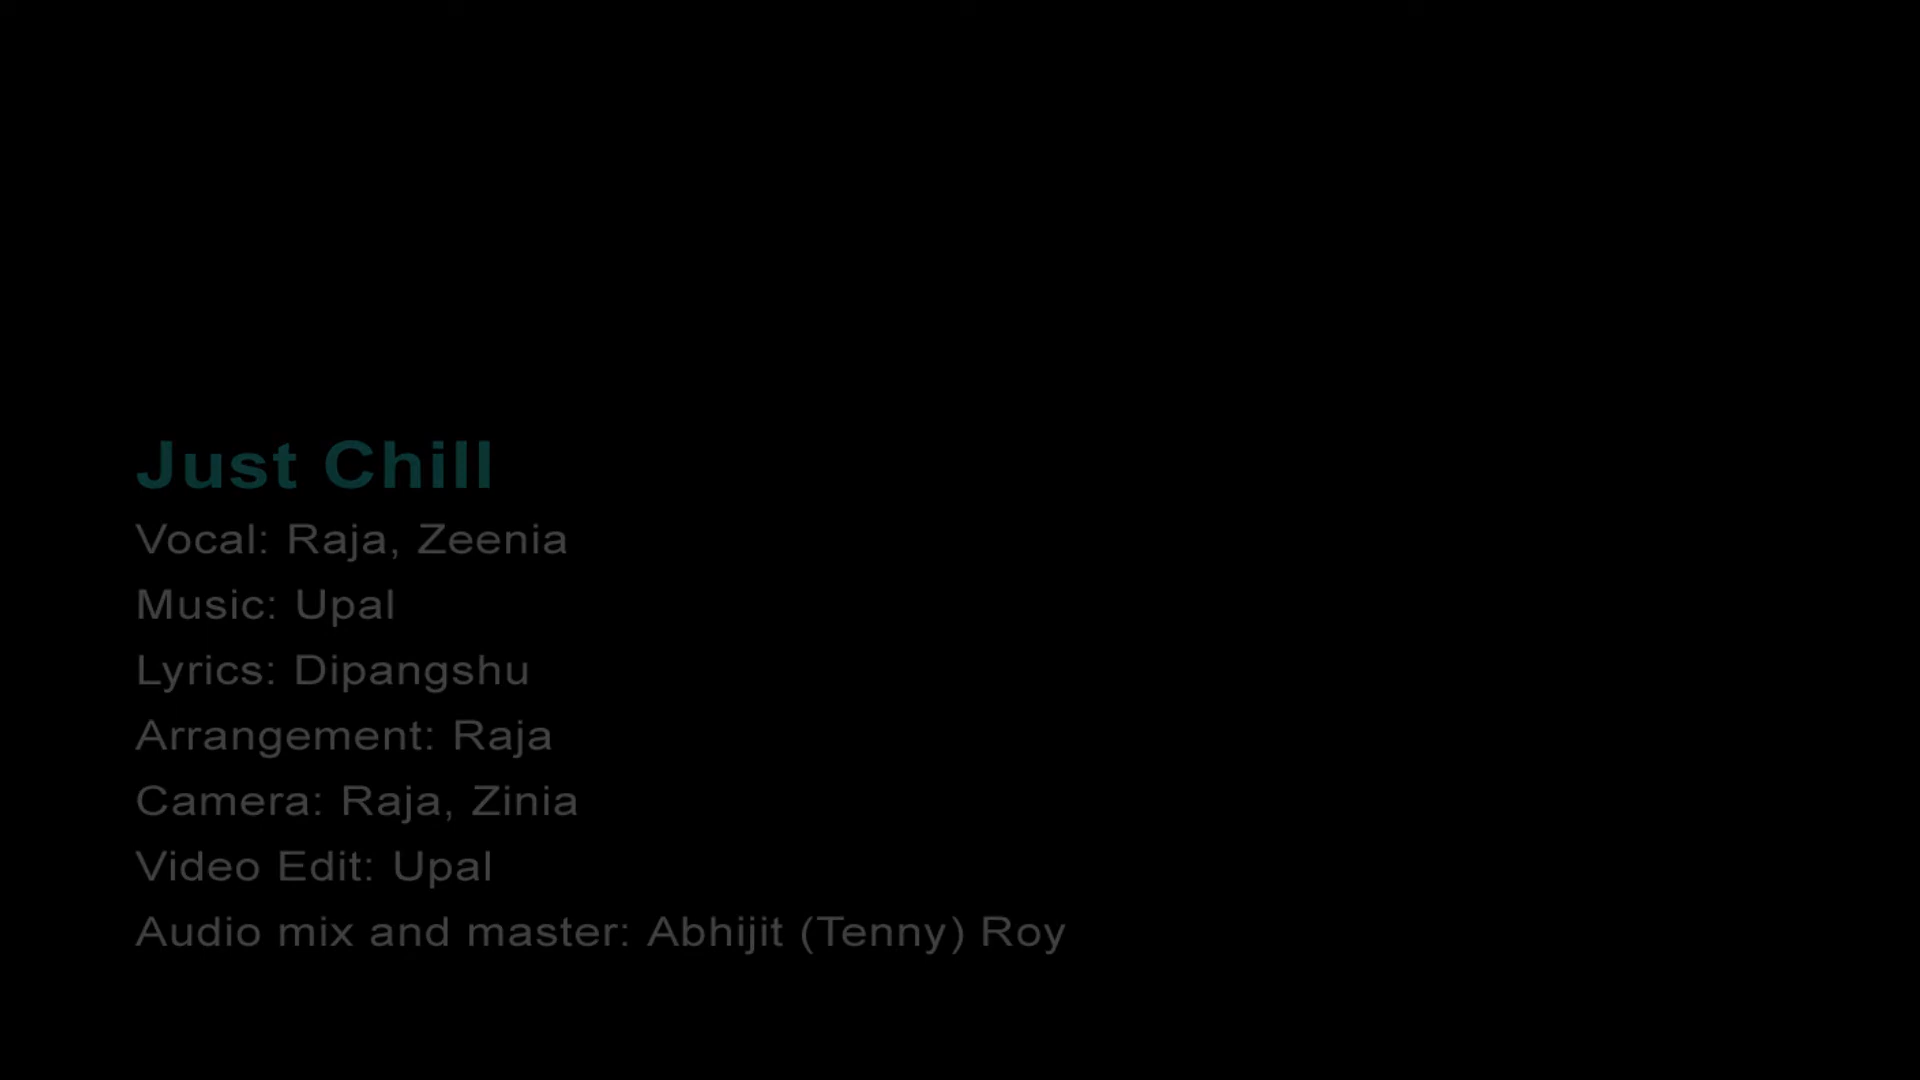 Just Chill
Vocal: Raja, Zeenia
Music: Upal
Lyrics: Dipangshu
Arrangement: Raja
Camera: Raja, Zinia
Video Edit: Upal
Audio mix and master: Abhijit (Tenny) Roy